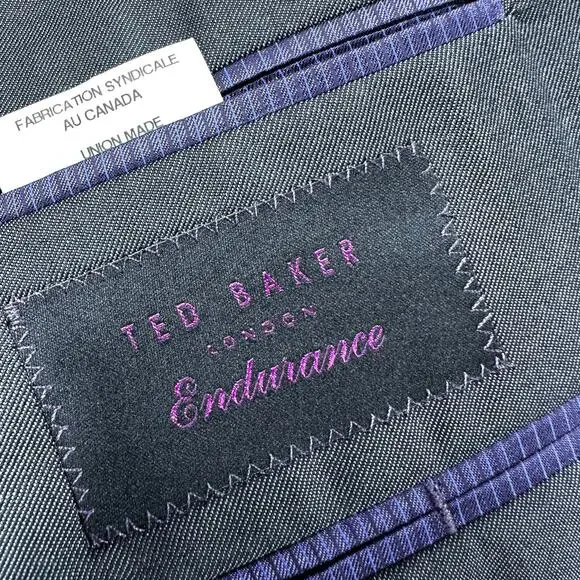 FABRICATION SYNDICALE
AU CANADA
UNION MADE
TED BAKER
LONDON
Endurance